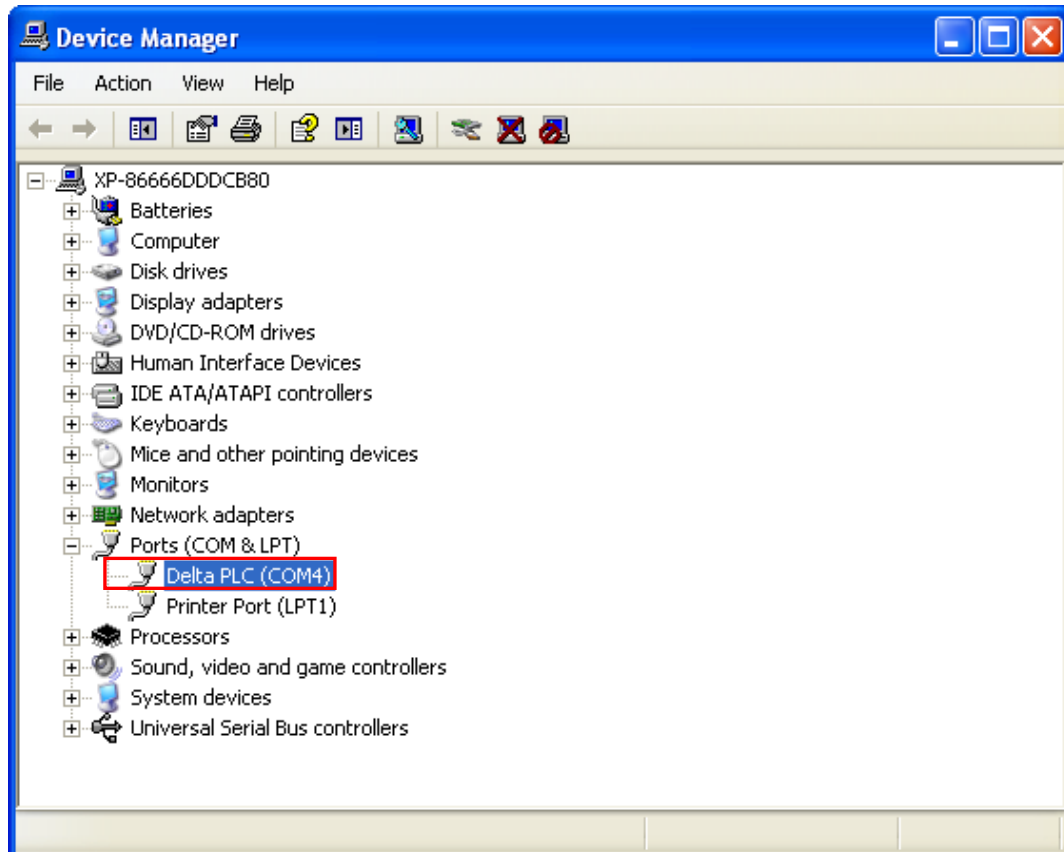 Device Manager
File Action View Help
XP-86666DDDCB80
Batteries
Computer
Disk drives
Display adapters
DVD/CD-ROM drives
Human Interface Devices
IDE ATA/ATAPI controllers
Keyboards
Mice and other pointing devices
Monitors
Network adapters
Ports (COM & LPT)
Delta PLC (COM4)
Printer Port (LPT1)
Processors
Sound, video and game controllers
System devices
Universal Serial Bus controllers